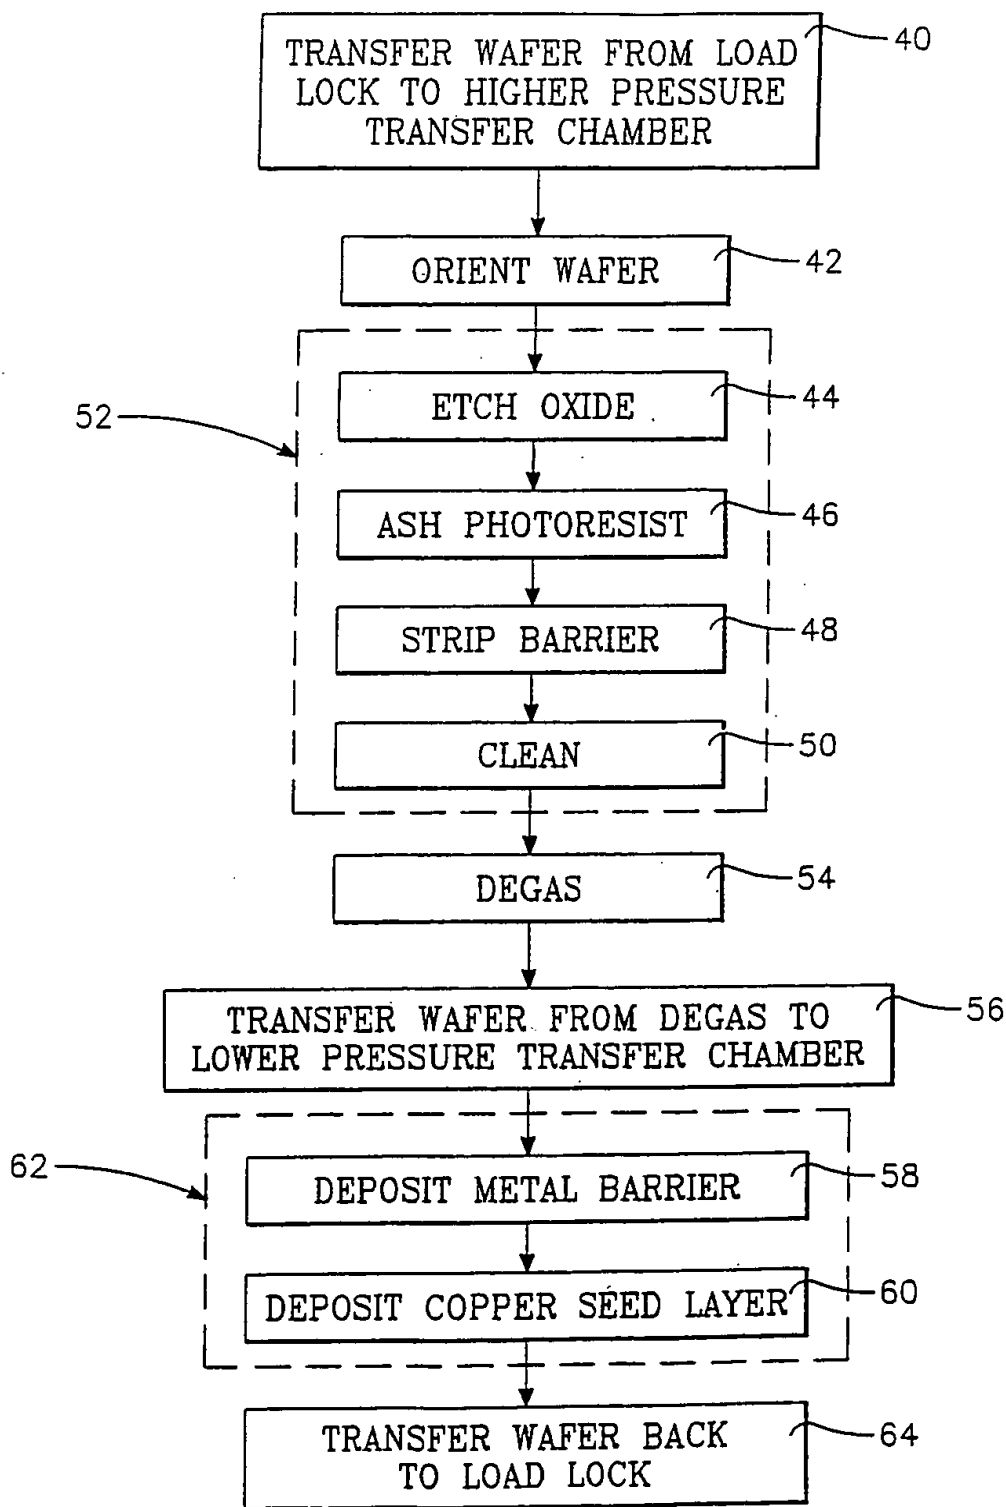 TRANSFER WAFER FROM LOAD
LOCK TO HIGHER PRESSURE
TRANSFER CHAMBER
40
ORIENT WAFER
42
52
ETCH OXIDE
44
ASH PHOTORESIST
46
STRIP BARRIER
48
CLEAN
50
DEGAS
54
TRANSFER WAFER FROM DEGAS TO
LOWER PRESSURE TRANSFER CHAMBER
56
62
DEPOSIT METAL BARRIER
58
DEPOSIT COPPER SEED LAYER
60
TRANSFER WAFER BACK
TO LOAD LOCK
64